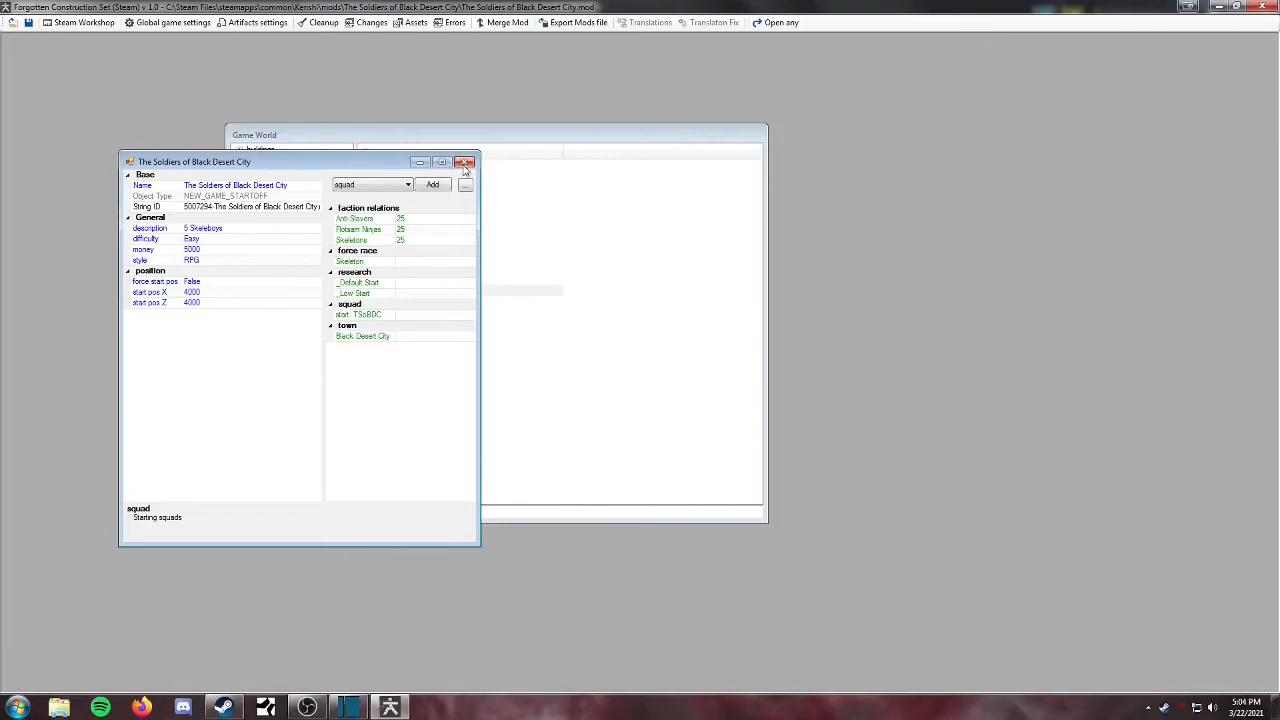 Forgotten Construction Set (Steam) v 1.0 - C:\Steam Files\steamapps\common\Kenshi\mods\The Soldiers of Black Desert City\The Soldiers of Black Desert City.mod
Steam Workshop Global game settings Artifacts settings Cleanup Changes Assets Errors Merge Mod Export Mods file Translations Translaton Fix Open any
Game World
buildings
The Soldiers of Black Desert City
Base
Name The Soldiers of Black Desert City
Object Type NEW_GAME_STARTOFF
String ID 5007294-The Soldiers of Black Desert City.
General
description 5 Skeleboys
difficulty Easy
money 5000
style RPG
position
force start pos False
start pos X 4000
start pos Z 4000
squad Add ...
faction relations
Anti-Slavers 25
Flotsam Ninjas 25
Skeletons 25
force race
Skeleton
research
_Default Start
_Low Start
squad
start- TSoBDC
town
Black Desert City
squad
Starting squads
5:04 PM
3/22/2021